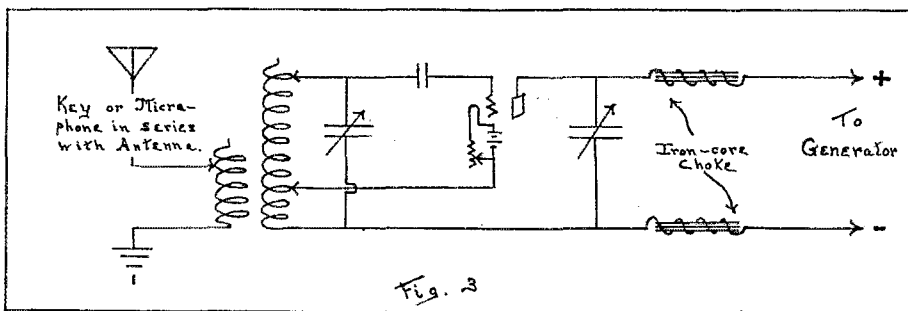 Key or Micro-
phone in series
with Antenna.
+
To
Generator
Iron-core
Choke
-
Fig. 3